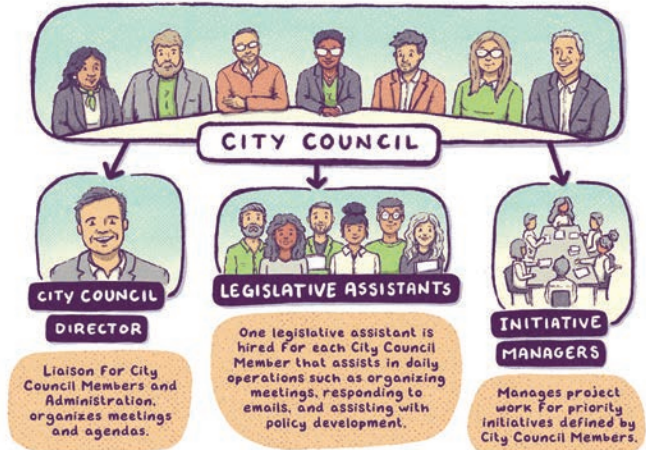 CITY COUNCIL
CITY COUNCIL
DIRECTOR
Liaison for City
Council Members and
Administration,
organizes meetings
and agendas.
LEGISLATIVE ASSISTANTS
One legislative assistant is
hired for each City Council
Member that assists in daily
operations such as organizing
meetings, responding to
emails, and assisting with
policy development.
INITIATIVE
MANAGERS
Manages project
work for priority
initiatives defined by
City Council Members.